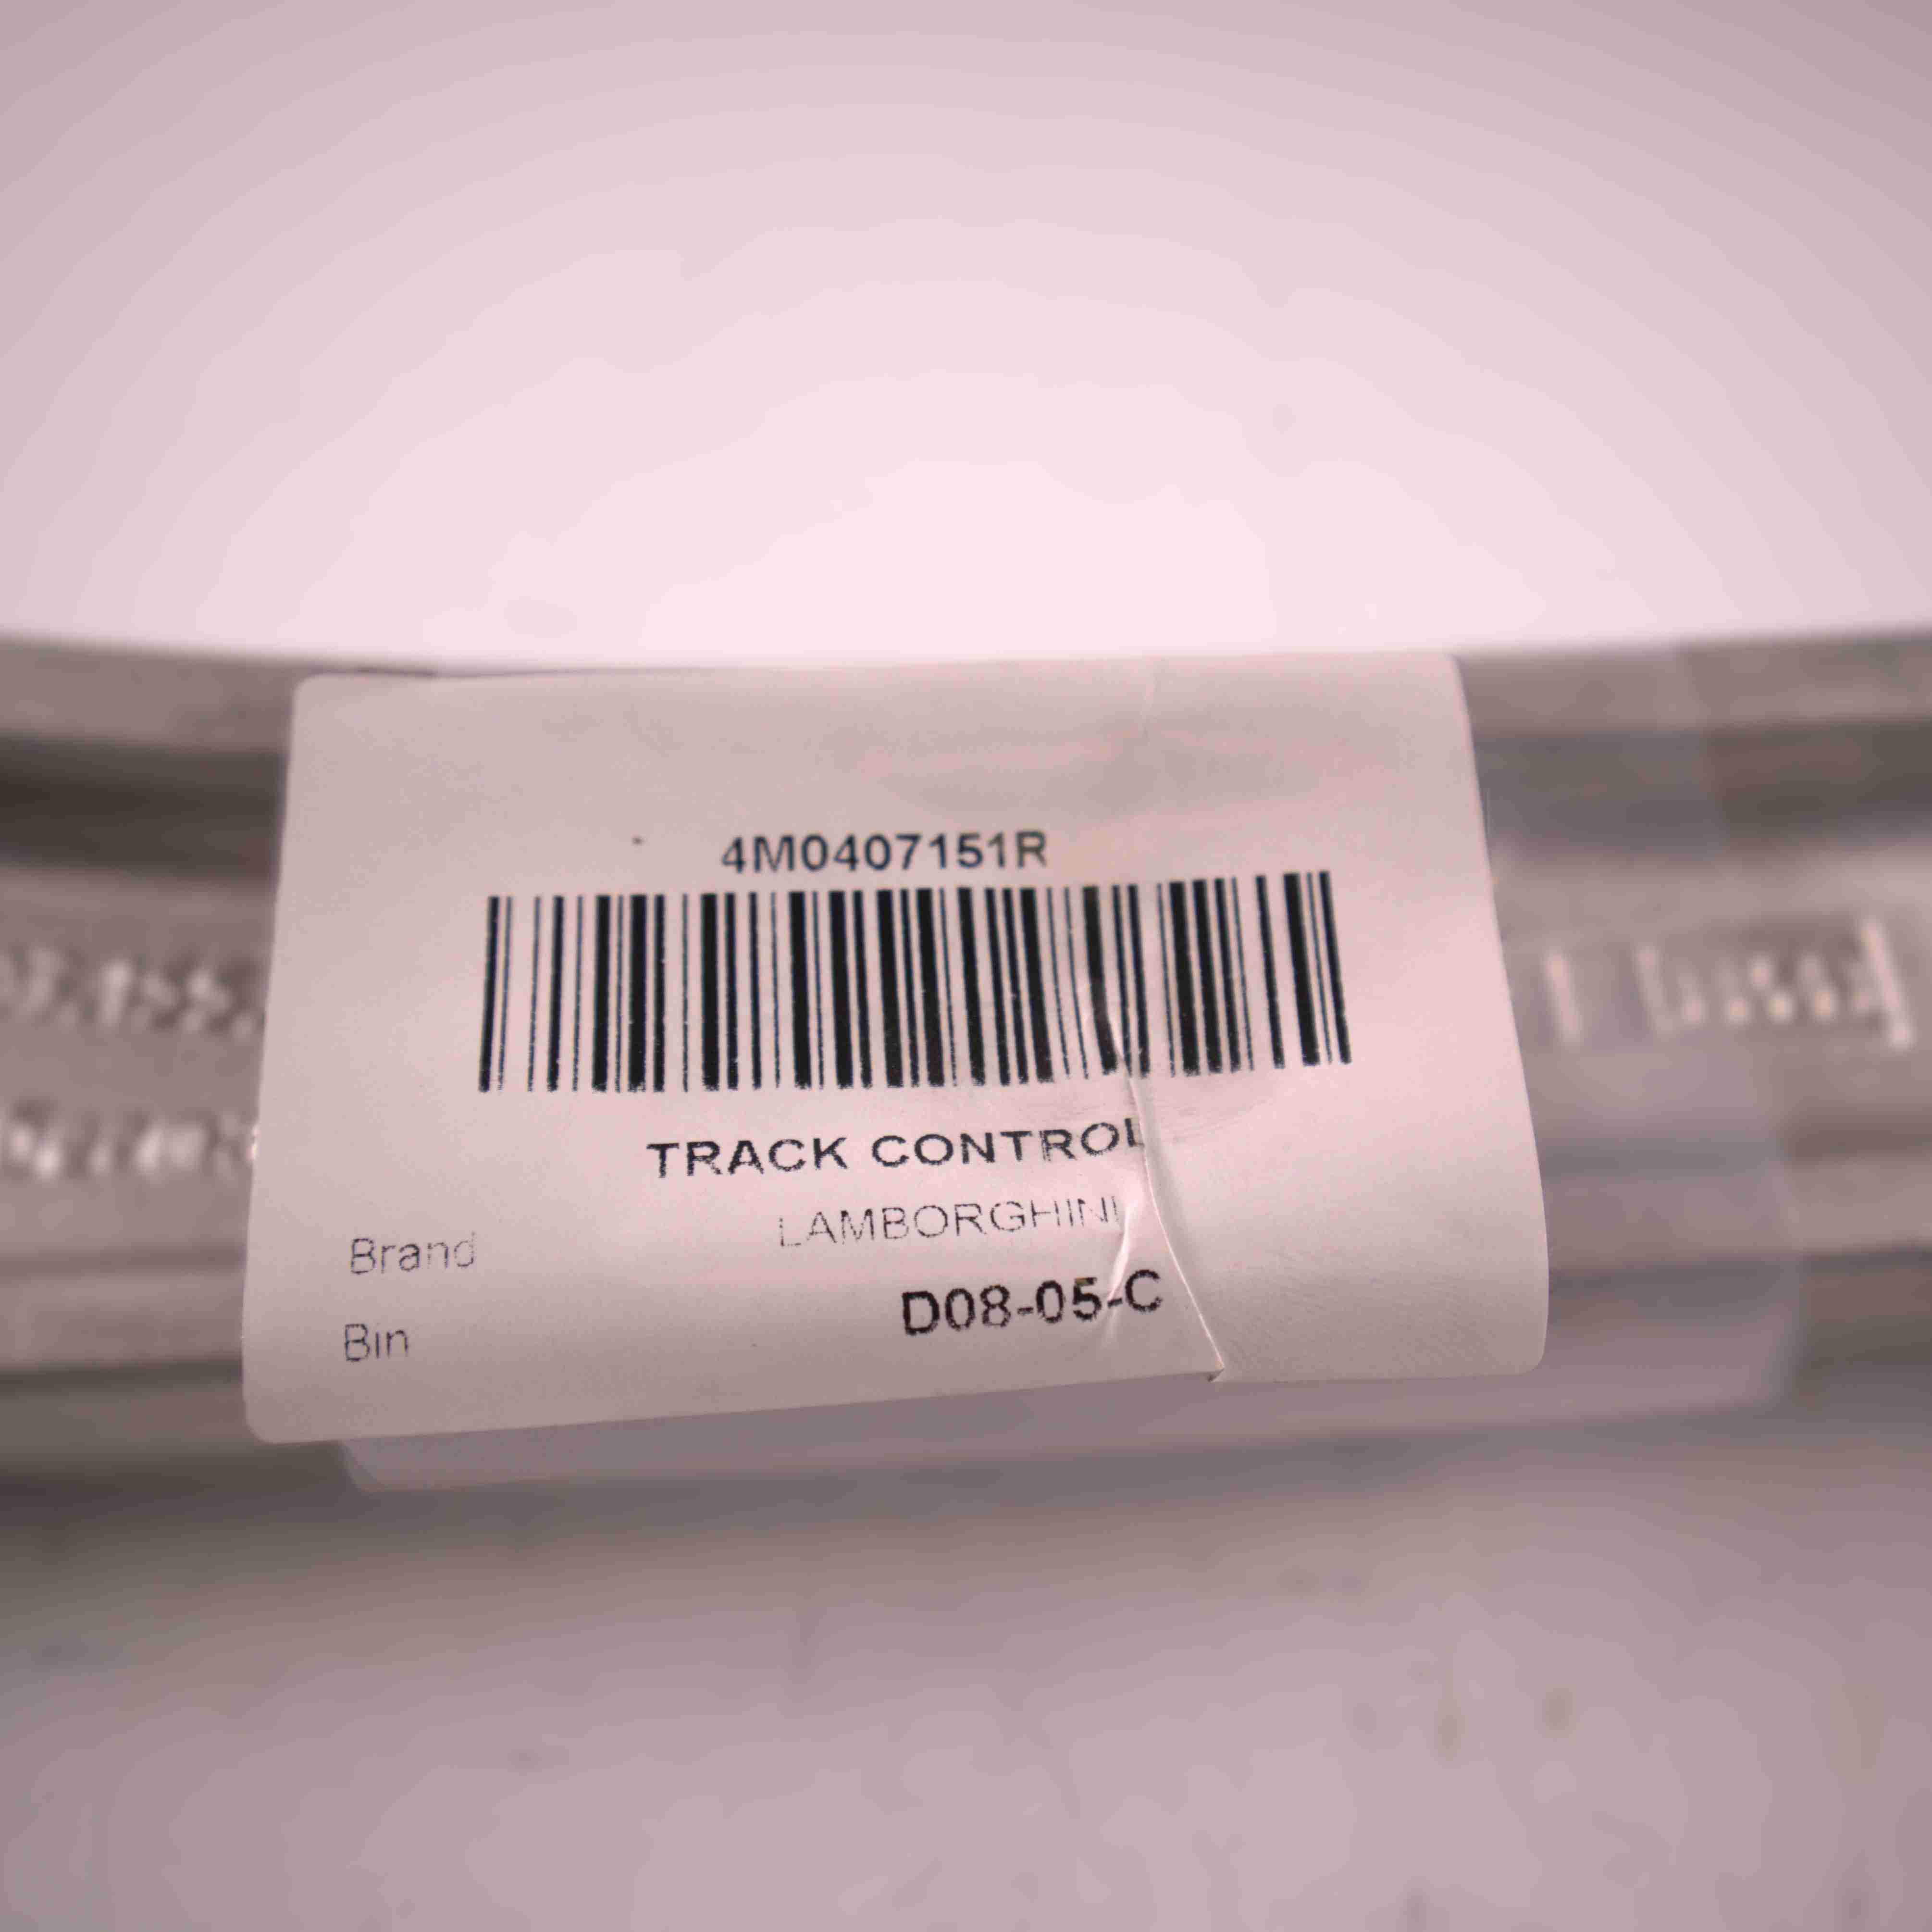 4M0407151R
TRACK CONTROL
Brand LAMBORGHINI
Bin D08-05-C